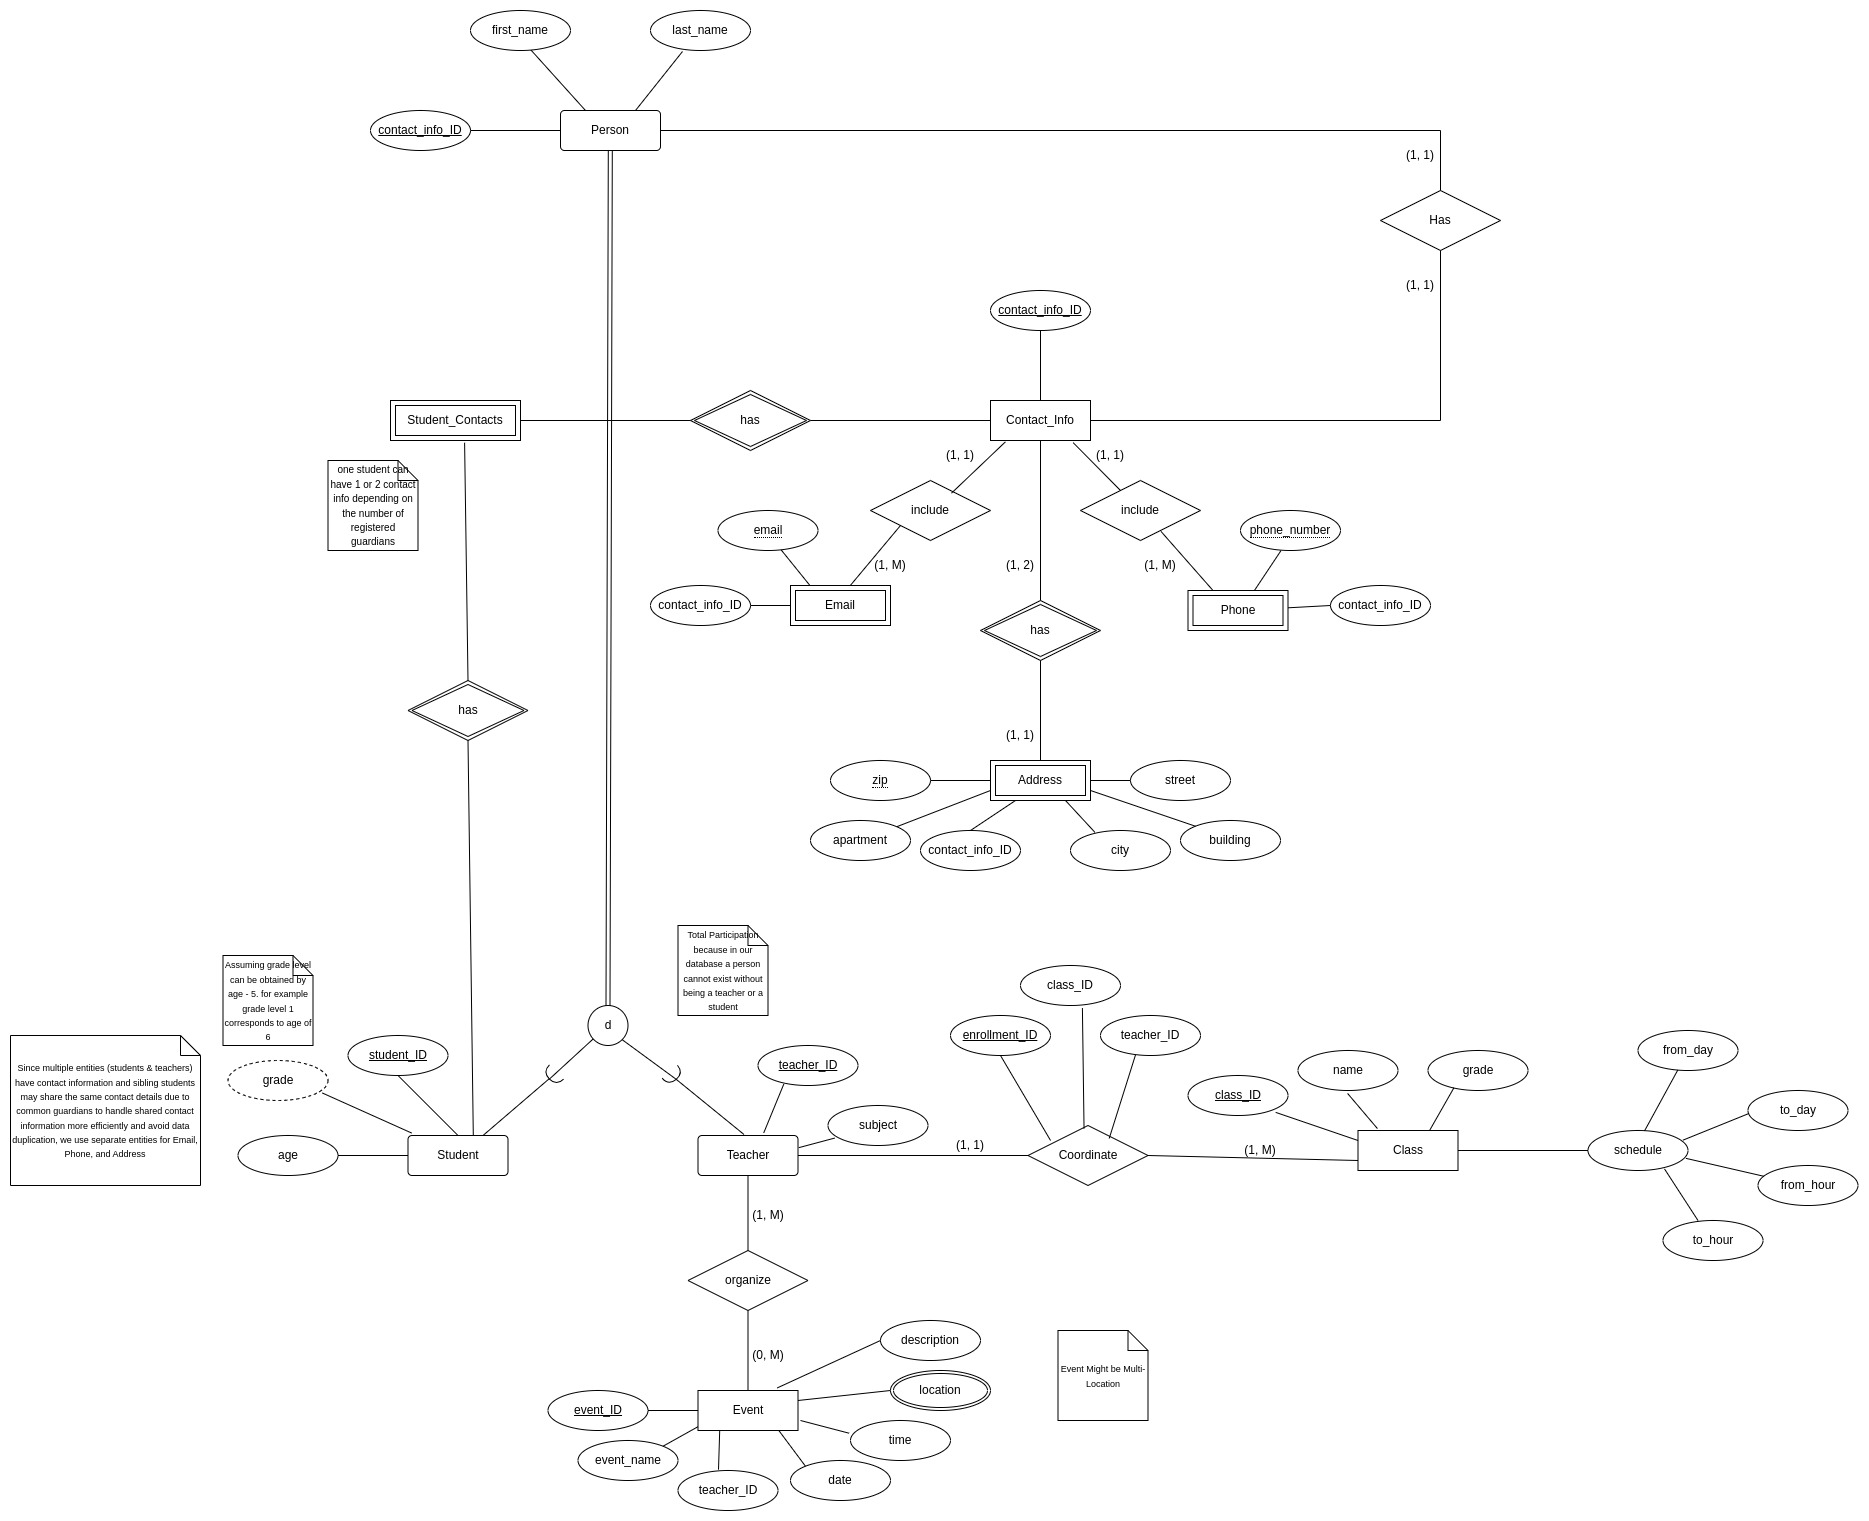 first_name
last_name
contact_info_ID
Person
(1, 1)
Has
(1, 1)
contact_info_ID
Student_Contacts
has
Contact_Info
one student can
have 1 or 2 contact
info depending on
the number of
registered
guardians
(1, 1)
(1, 1)
include
include
email
phone_number
(1, M)
(1, 2)
(1, M)
contact_info_ID
Email
Phone
contact_info_ID
has
has
(1, 1)
zip
Address
street
apartment
contact_info_ID
city
building
Total Participation
because in our
database a person
cannot exist without
being a teacher or a
student
Assuming grade level
can be obtained by
age - 5. for example
grade level 1
corresponds to age of
6
d
class_ID
enrollment_ID
teacher_ID
Since multiple entities (students & teachers)
have contact information and sibling students
may share the same contact details due to
common guardians to handle shared contact
information more efficiently and avoid data
duplication, we use separate entities for Email,
Phone, and Address
grade
student_ID
teacher_ID
subject
age
Student
Teacher
(1, 1)
Coordinate
(1, M)
class_ID
name
grade
Class
schedule
from_day
to_day
from_hour
to_hour
(1, M)
organize
(0, M)
description
location
Event Might be Multi-
Location
event_ID
Event
time
event_name
teacher_ID
date